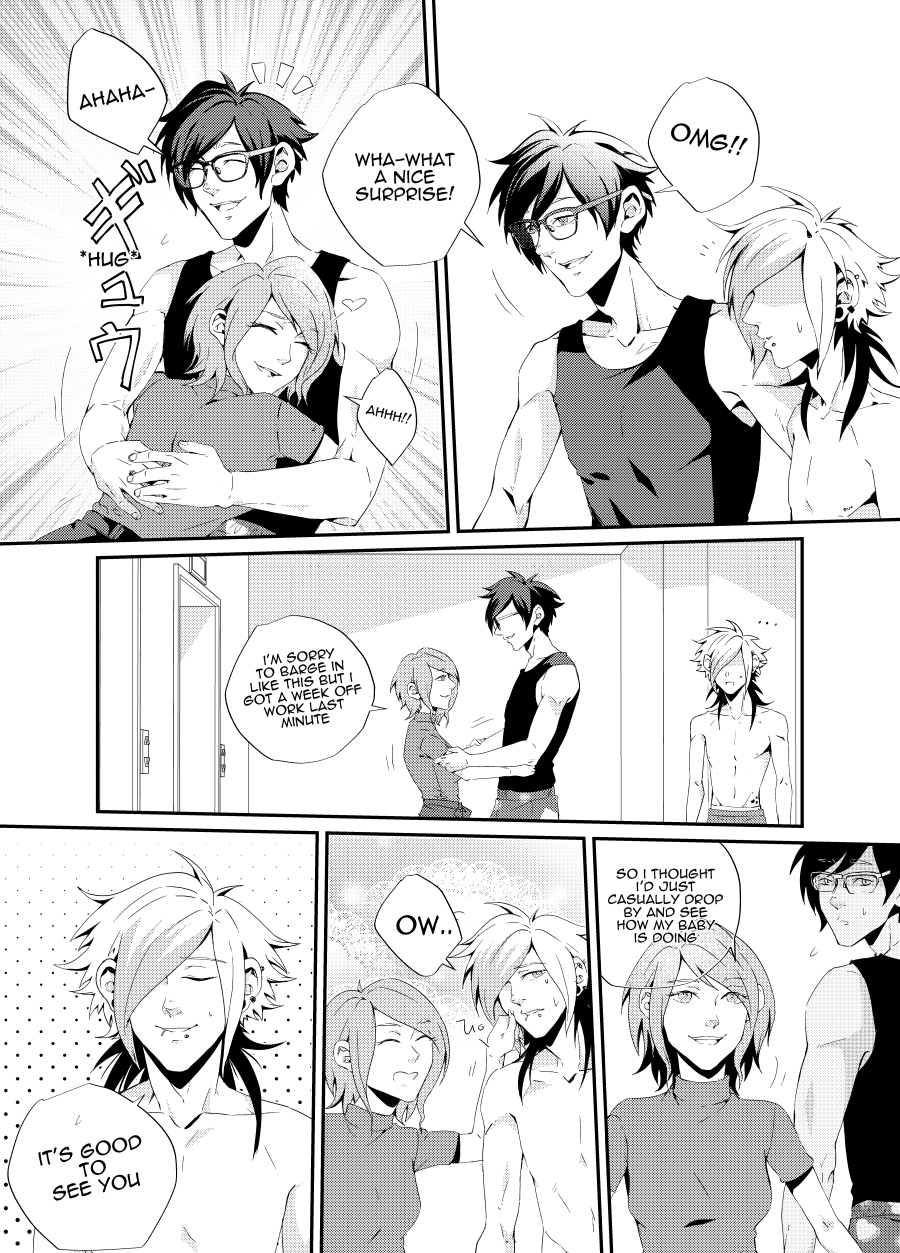 AHAHA-
ギュウ
*HUG*
AHHH!!
WHA-WHAT
A NICE
SURPRISE!
OMG!!
I'M SORRY
TO BARGE IN
LIKE THIS BUT I
GOT A WEEK OFF
WORK LAST
MINUTE
IT'S GOOD
TO
SEE YOU
OW..
SO I THOUGHT
I'D JUST
CASUALLY DROP
BY AND SEE
HOW MY BABY
IS DOING